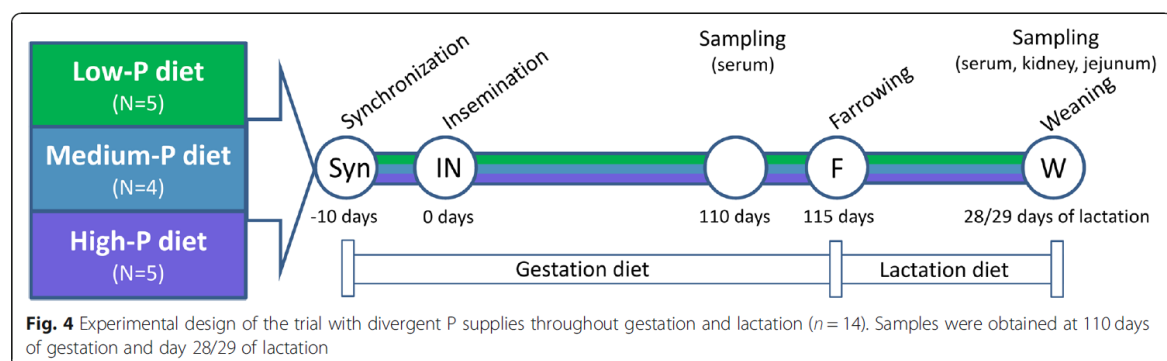 Low-P diet
(N=5)
Medium-P diet
(N=4)
High-P diet
(N=5)
Synchronization
Insemination
Sampling
(serum)
Farrowing
Sampling
(serum, kidney, jejunum)
Weaning
Syn
IN
F
W
-10 days
0 days
110 days
115 days
28/29 days of lactation
Gestation diet
Lactation diet
Fig. 4 Experimental design of the trial with divergent P supplies throughout gestation and lactation (n = 14). Samples were obtained at 110 days
of gestation and day 28/29 of lactation